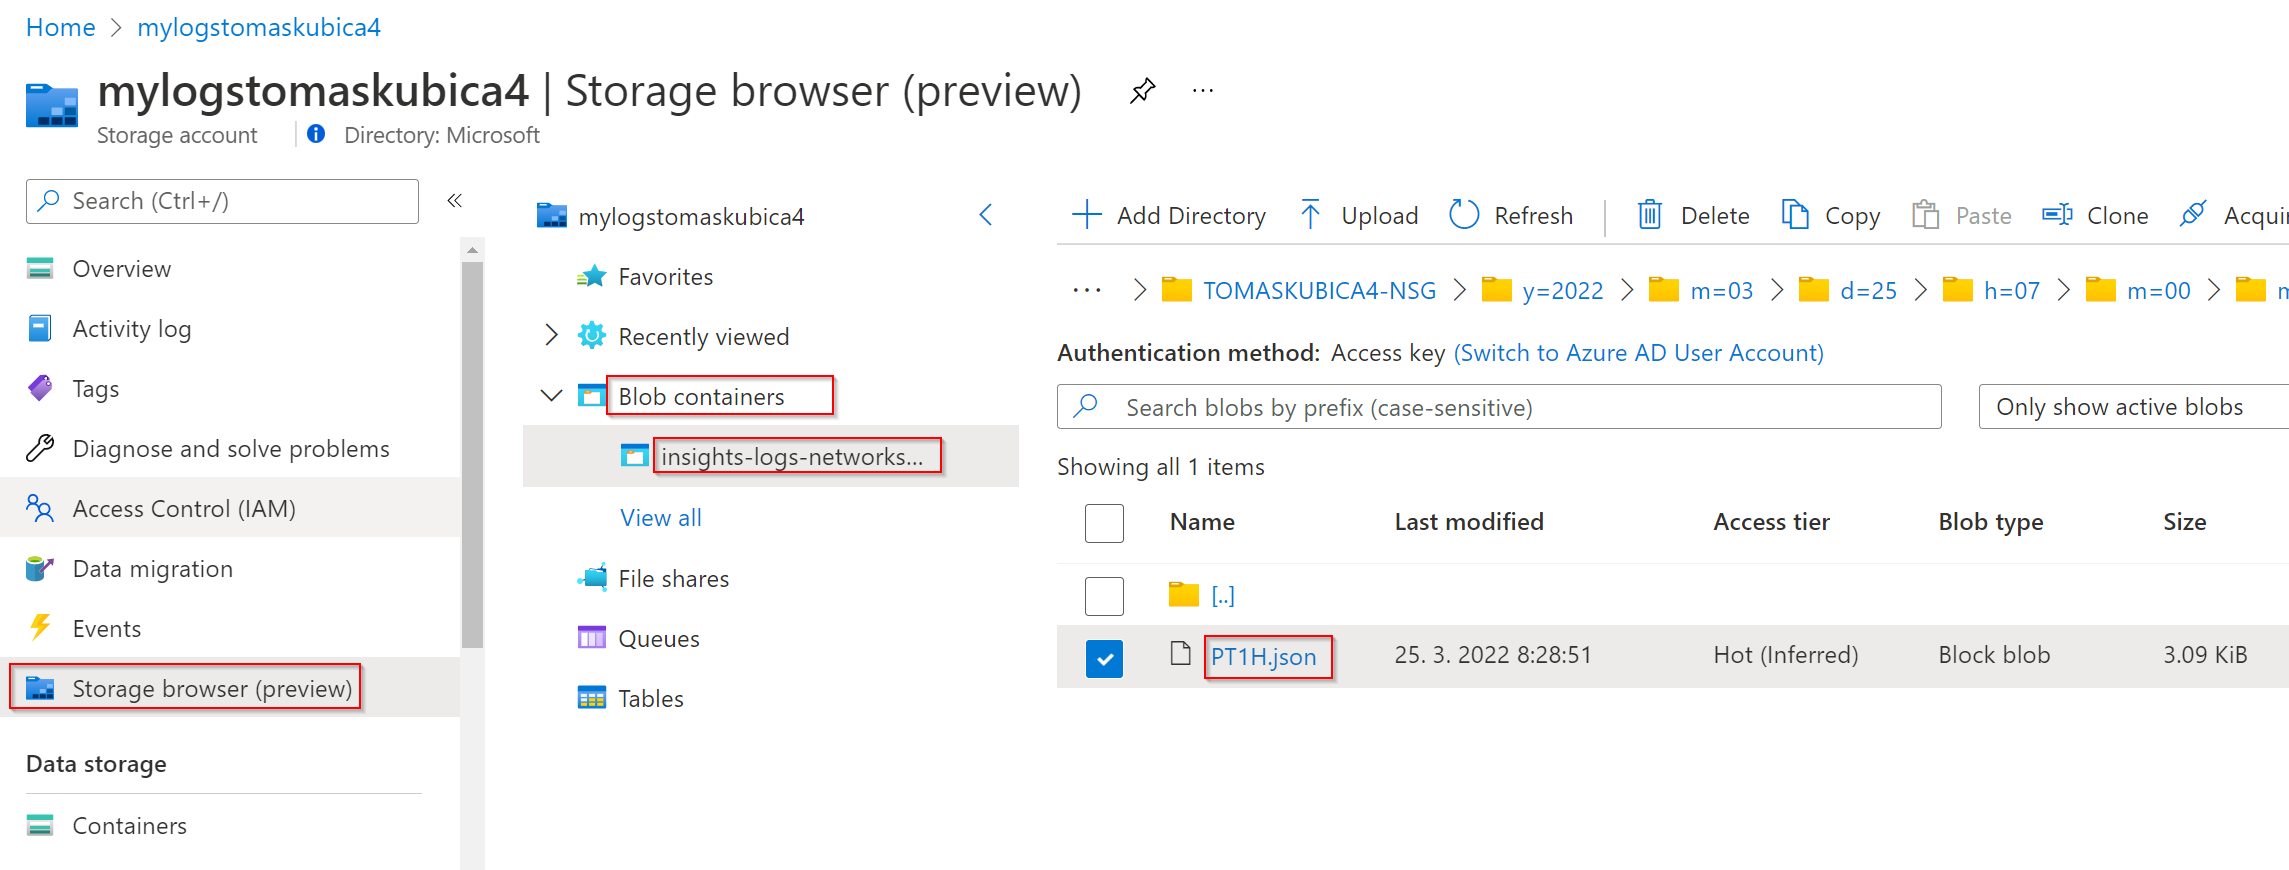 Home > mylogstomaskubica4
mylogstomaskubica4 | Storage browser (preview) ...
Storage account
Directory: Microsoft
Search (Ctrl+/)
«
Overview
Activity log
Tags
Diagnose and solve problems
Access Control (IAM)
Data migration
Events
Storage browser (preview)
Data storage
Containers
mylogstomaskubica4
Favorites
Recently viewed
Blob containers
insights-logs-networks...
View all
File shares
Queues
Tables
Add Directory Upload Refresh Delete Copy Paste Clone
... > TOMASKUBICA4-NSG > y=2022 > m=03 > d=25 > h=07 > m=00 >
Authentication method: Access key (Switch to Azure AD User Account)
Search blobs by prefix (case-sensitive)
Only show active blobs
Showing all 1 items
Name Last modified Access tier Blob type Size
[..]
PT1H.json 25. 3. 2022 8:28:51 Hot (Inferred) Block blob 3.09 KiB